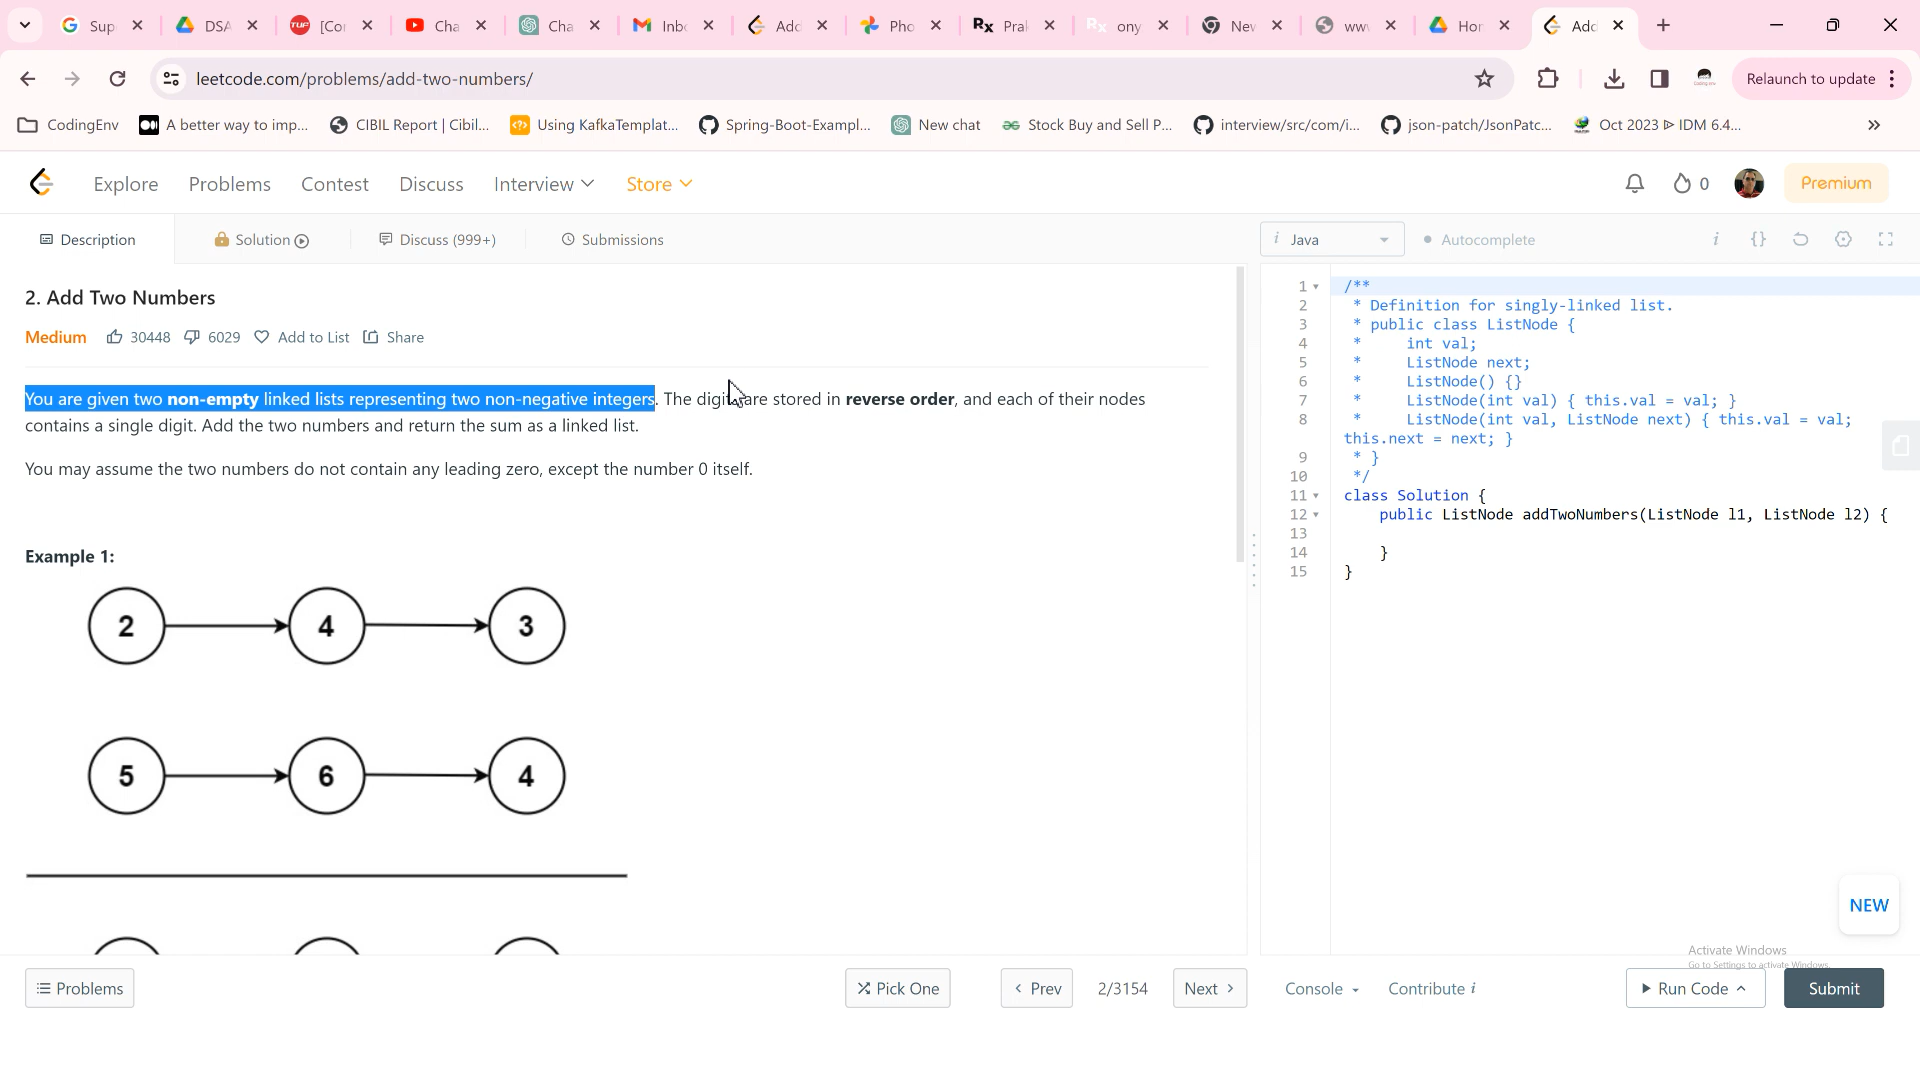 Sup
DSA
[Cor
Cha
Cha
Inbo
Add
Pho
Prak
ony
New
ww
Hor
Add
leetcode.com/problems/add-two-numbers/
Relaunch to update
CodingEnv
A better way to imp...
CIBIL Report | Cibil...
Using KafkaTemplat...
Spring-Boot-Exampl...
New chat
Stock Buy and Sell P...
interview/src/com/i...
json-patch/JsonPatc...
Oct 2023 ⊳ IDM 6.4...
»
Explore Problems Contest Discuss Interview Store
0
Premium
Description
Solution
Discuss (999+)
Submissions
i Java
Autocomplete
i {}
2. Add Two Numbers
Medium 30448 6029 Add to List Share
You are given two non-empty linked lists representing two non-negative integers. The digits are stored in reverse order, and each of their nodes
contains a single digit. Add the two numbers and return the sum as a linked list.
You may assume the two numbers do not contain any leading zero, except the number 0 itself.
Example 1:
2 4 3
5 6 4
1 /**
2 * Definition for singly-linked list.
3 * public class ListNode {
4 * int val;
5 * ListNode next;
6 * ListNode() {}
7 * ListNode(int val) { this.val = val; }
8 * ListNode(int val, ListNode next) { this.val = val;
this.next = next; }
9 * }
10 */
11 class Solution {
12 public ListNode addTwoNumbers(ListNode l1, ListNode l2) {
13
14 }
15 }
NEW
Activate Windows
Go to Settings to activate Windows.
Problems
Pick One
Prev
2/3154
Next
Console
Contribute i
Run Code
Submit